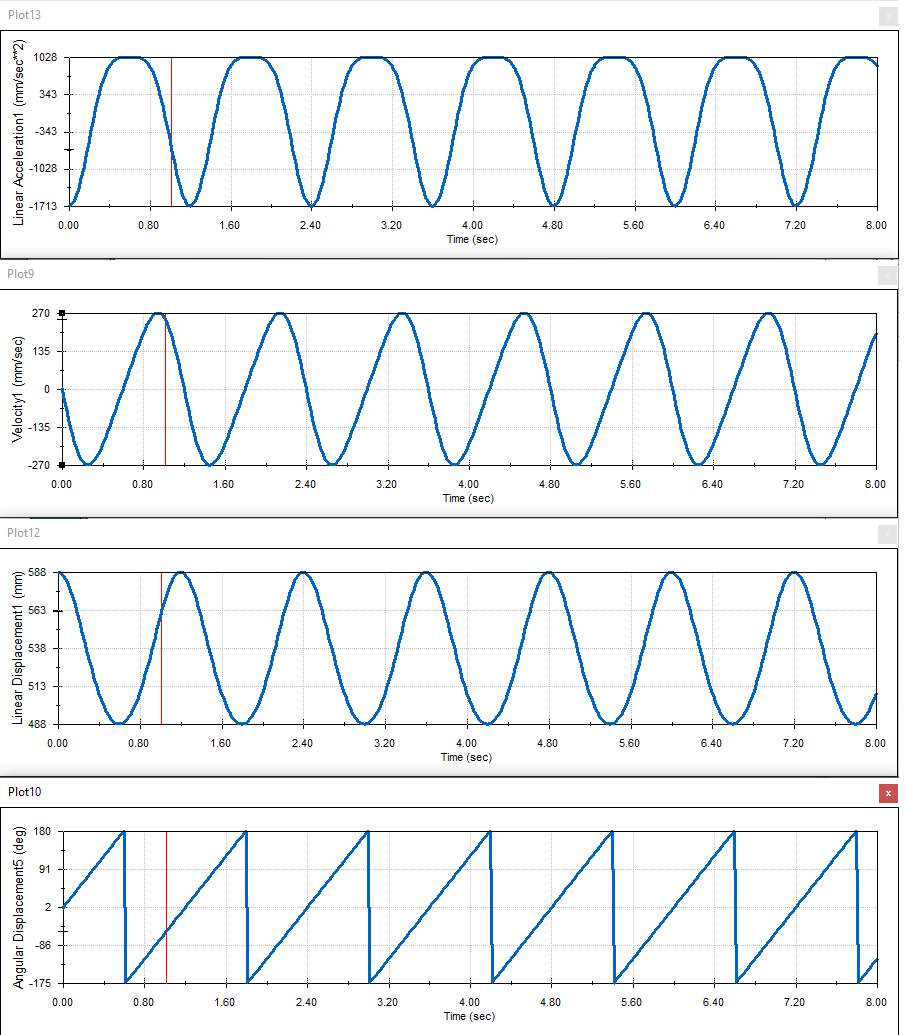 Plot13
x
Linear Acceleration1 (mm/sec**2)
1028
343
-343
-1028
-1713
0.00 0.80 1.60 2.40 3.20 4.00 4.80 5.60 6.40 7.20 8.00
Time (sec)
Plot9
x
Velocity1 (mm/sec)
270
135
0
-135
-270
0.00 0.80 1.60 2.40 3.20 4.00 4.80 5.60 6.40 7.20 8.00
Time (sec)
Plot12
x
Linear Displacement1 (mm)
588
563
538
513
488
0.00 0.80 1.60 2.40 3.20 4.00 4.80 5.60 6.40 7.20 8.00
Time (sec)
Plot10
x
Angular Displacement5 (deg)
180
91
2
-86
-175
0.00 0.80 1.60 2.40 3.20 4.00 4.80 5.60 6.40 7.20 8.00
Time (sec)